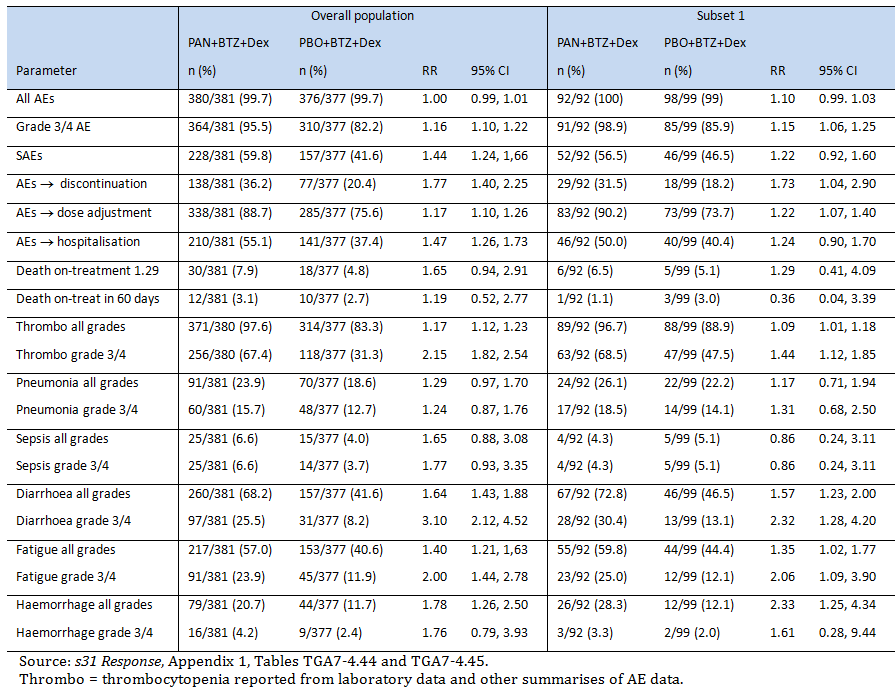 Overall population Subset 1
PAN+BTZ+Dex PBO+BTZ+Dex PAN+BTZ+Dex PBO+BTZ+Dex
Parameter n (%) n (%) RR 95% CI n (%) n (%) RR 95% CI
All AEs 380/381 (99.7) 376/377 (99.7) 1.00 0.99, 1.01 92/92 (100) 98/99 (99) 1.10 0.99. 1.03
Grade 3/4 AE 364/381 (95.5) 310/377 (82.2) 1.16 1.10, 1.22 91/92 (98.9) 85/99 (85.9) 1.15 1.06, 1.25
SAEs 228/381 (59.8) 157/377 (41.6) 1.44 1.24, 1,66 52/92 (56.5) 46/99 (46.5) 1.22 0.92, 1.60
AEs → discontinuation 138/381 (36.2) 77/377 (20.4) 1.77 1.40, 2.25 29/92 (31.5) 18/99 (18.2) 1.73 1.04, 2.90
AEs → dose adjustment 338/381 (88.7) 285/377 (75.6) 1.17 1.10, 1.26 83/92 (90.2) 73/99 (73.7) 1.22 1.07, 1.40
AEs → hospitalisation 210/381 (55.1) 141/377 (37.4) 1.47 1.26, 1.73 46/92 (50.0) 40/99 (40.4) 1.24 0.90, 1.70
Death on-treatment 1.29 30/381 (7.9) 18/377 (4.8) 1.65 0.94, 2.91 6/92 (6.5) 5/99 (5.1) 1.29 0.41, 4.09
Death on-treat in 60 days 12/381 (3.1) 10/377 (2.7) 1.19 0.52, 2.77 1/92 (1.1) 3/99 (3.0) 0.36 0.04, 3.39
Thrombo all grades 371/380 (97.6) 314/377 (83.3) 1.17 1.12, 1.23 89/92 (96.7) 88/99 (88.9) 1.09 1.01, 1.18
Thrombo grade 3/4 256/380 (67.4) 118/377 (31.3) 2.15 1.82, 2.54 63/92 (68.5) 47/99 (47.5) 1.44 1.12, 1.85
Pneumonia all grades 91/381 (23.9) 70/377 (18.6) 1.29 0.97, 1.70 24/92 (26.1) 22/99 (22.2) 1.17 0.71, 1.94
Pneumonia grade 3/4 60/381 (15.7) 48/377 (12.7) 1.24 0.87, 1.76 17/92 (18.5) 14/99 (14.1) 1.31 0.68, 2.50
Sepsis all grades 25/381 (6.6) 15/377 (4.0) 1.65 0.88, 3.08 4/92 (4.3) 5/99 (5.1) 0.86 0.24, 3.11
Sepsis grade 3/4 25/381 (6.6) 14/377 (3.7) 1.77 0.93, 3.35 4/92 (4.3) 5/99 (5.1) 0.86 0.24, 3.11
Diarrhoea all grades 260/381 (68.2) 157/377 (41.6) 1.64 1.43, 1.88 67/92 (72.8) 46/99 (46.5) 1.57 1.23, 2.00
Diarrhoea grade 3/4 97/381 (25.5) 31/377 (8.2) 3.10 2.12, 4.52 28/92 (30.4) 13/99 (13.1) 2.32 1.28, 4.20
Fatigue all grades 217/381 (57.0) 153/377 (40.6) 1.40 1.21, 1,63 55/92 (59.8) 44/99 (44.4) 1.35 1.02, 1.77
Fatigue grade 3/4 91/381 (23.9) 45/377 (11.9) 2.00 1.44, 2.78 23/92 (25.0) 12/99 (12.1) 2.06 1.09, 3.90
Haemorrhage all grades 79/381 (20.7) 44/377 (11.7) 1.78 1.26, 2.50 26/92 (28.3) 12/99 (12.1) 2.33 1.25, 4.34
Haemorrhage grade 3/4 16/381 (4.2) 9/377 (2.4) 1.76 0.79, 3.93 3/92 (3.3) 2/99 (2.0) 1.61 0.28, 9.44
Source: s31 Response, Appendix 1, Tables TGA7-4.44 and TGA7-4.45.
Thrombo = thrombocytopenia reported from laboratory data and other summarises of AE data.